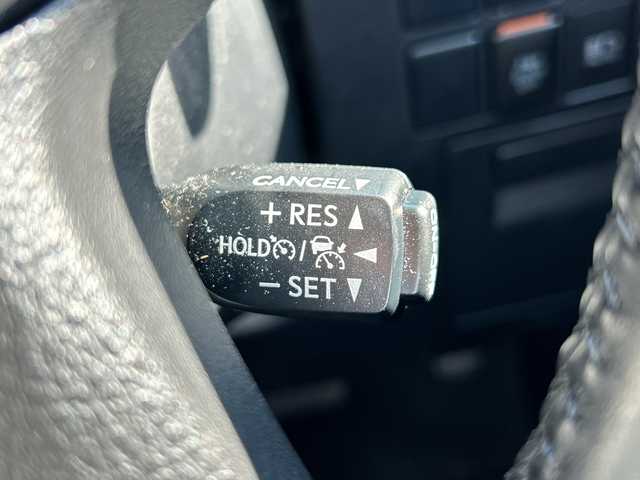 CANCEL ▼
+ RES ▲
HOLD / ◀
− SET ▼